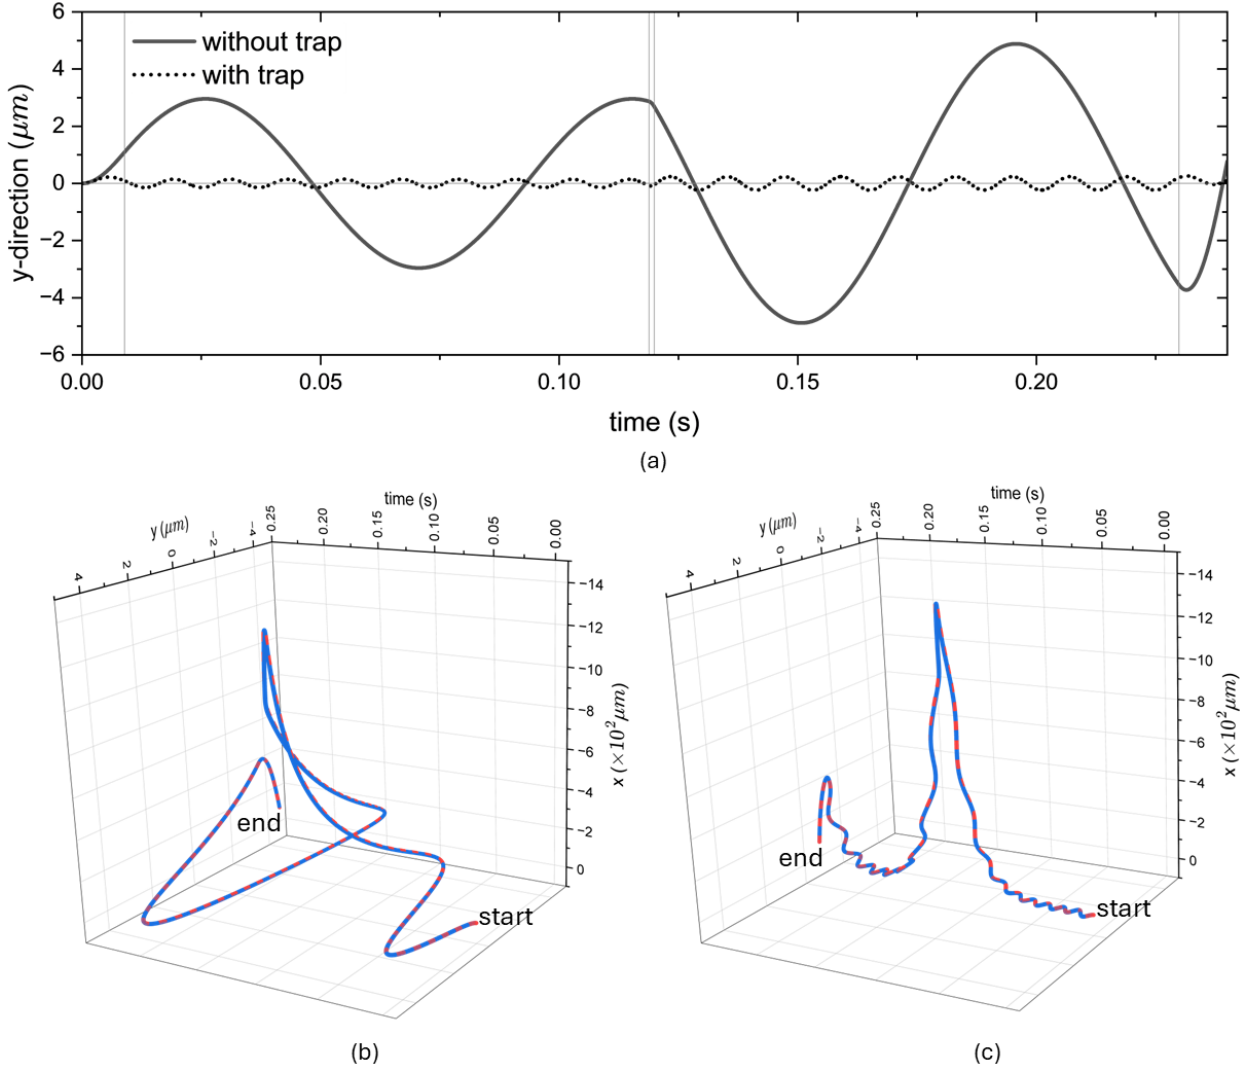 6
4
2
0
−2
−4
−6
y-direction (μm)
without trap
with trap
0.00 0.05 0.10 0.15 0.20
time (s)
(a)
time (s)
y (μm)
4 2 0 −2 −4
0.25 0.20 0.15 0.10 0.05 0.00
−14
−12
−10
−8
−6
−4
−2
0
x (×10² μm)
end
start
(b)
time (s)
y (μm)
4 2 0 −2 −4
0.25 0.20 0.15 0.10 0.05 0.00
−14
−12
−10
−8
−6
−4
−2
0
x (×10² μm)
end
start
(c)